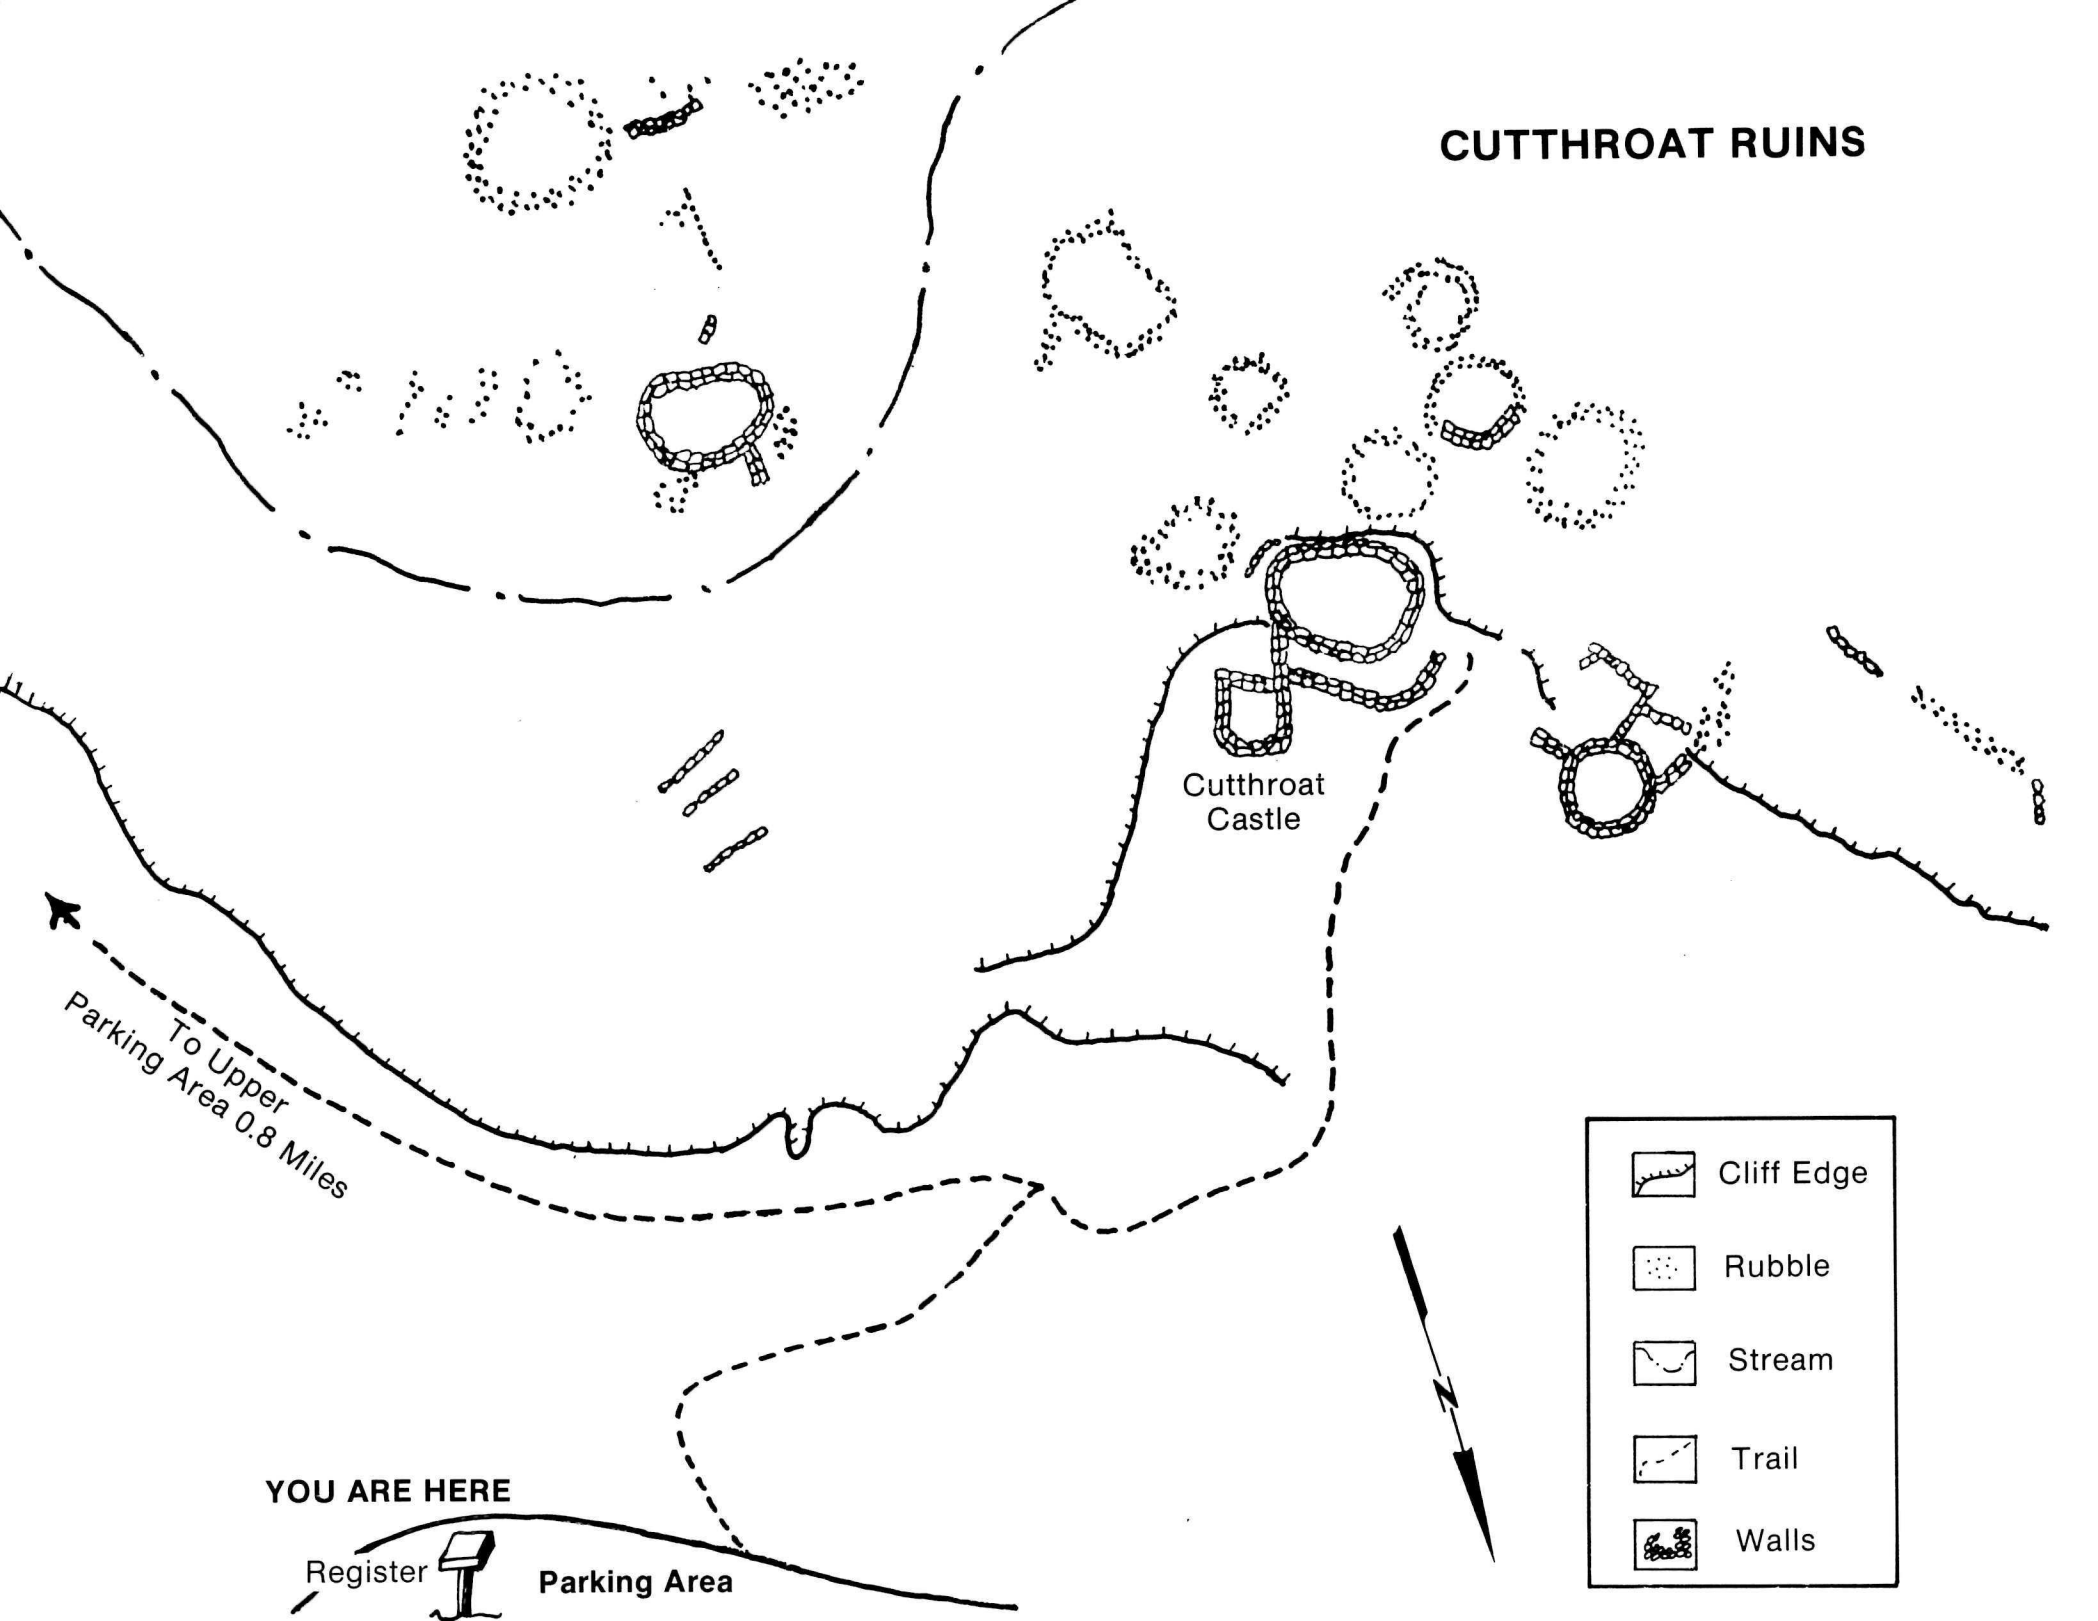 CUTTHROAT RUINS
Cutthroat
Castle
To Upper
Parking Area 0.8 Miles
Cliff Edge
Rubble
Stream
Trail
Walls
N
YOU ARE HERE
Register
Parking Area